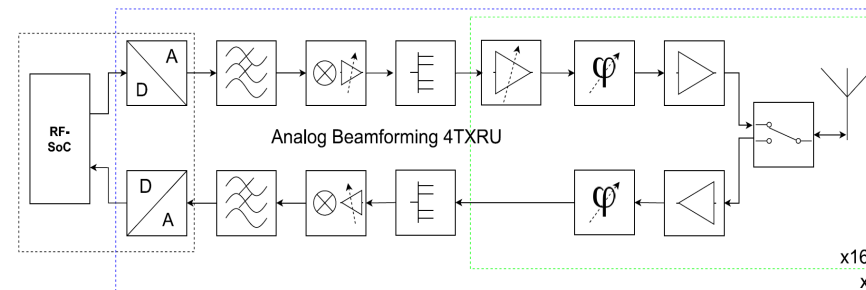 A
D
RF-
SoC
φ
Analog Beamforming 4TXRU
D
A
φ
x16
x